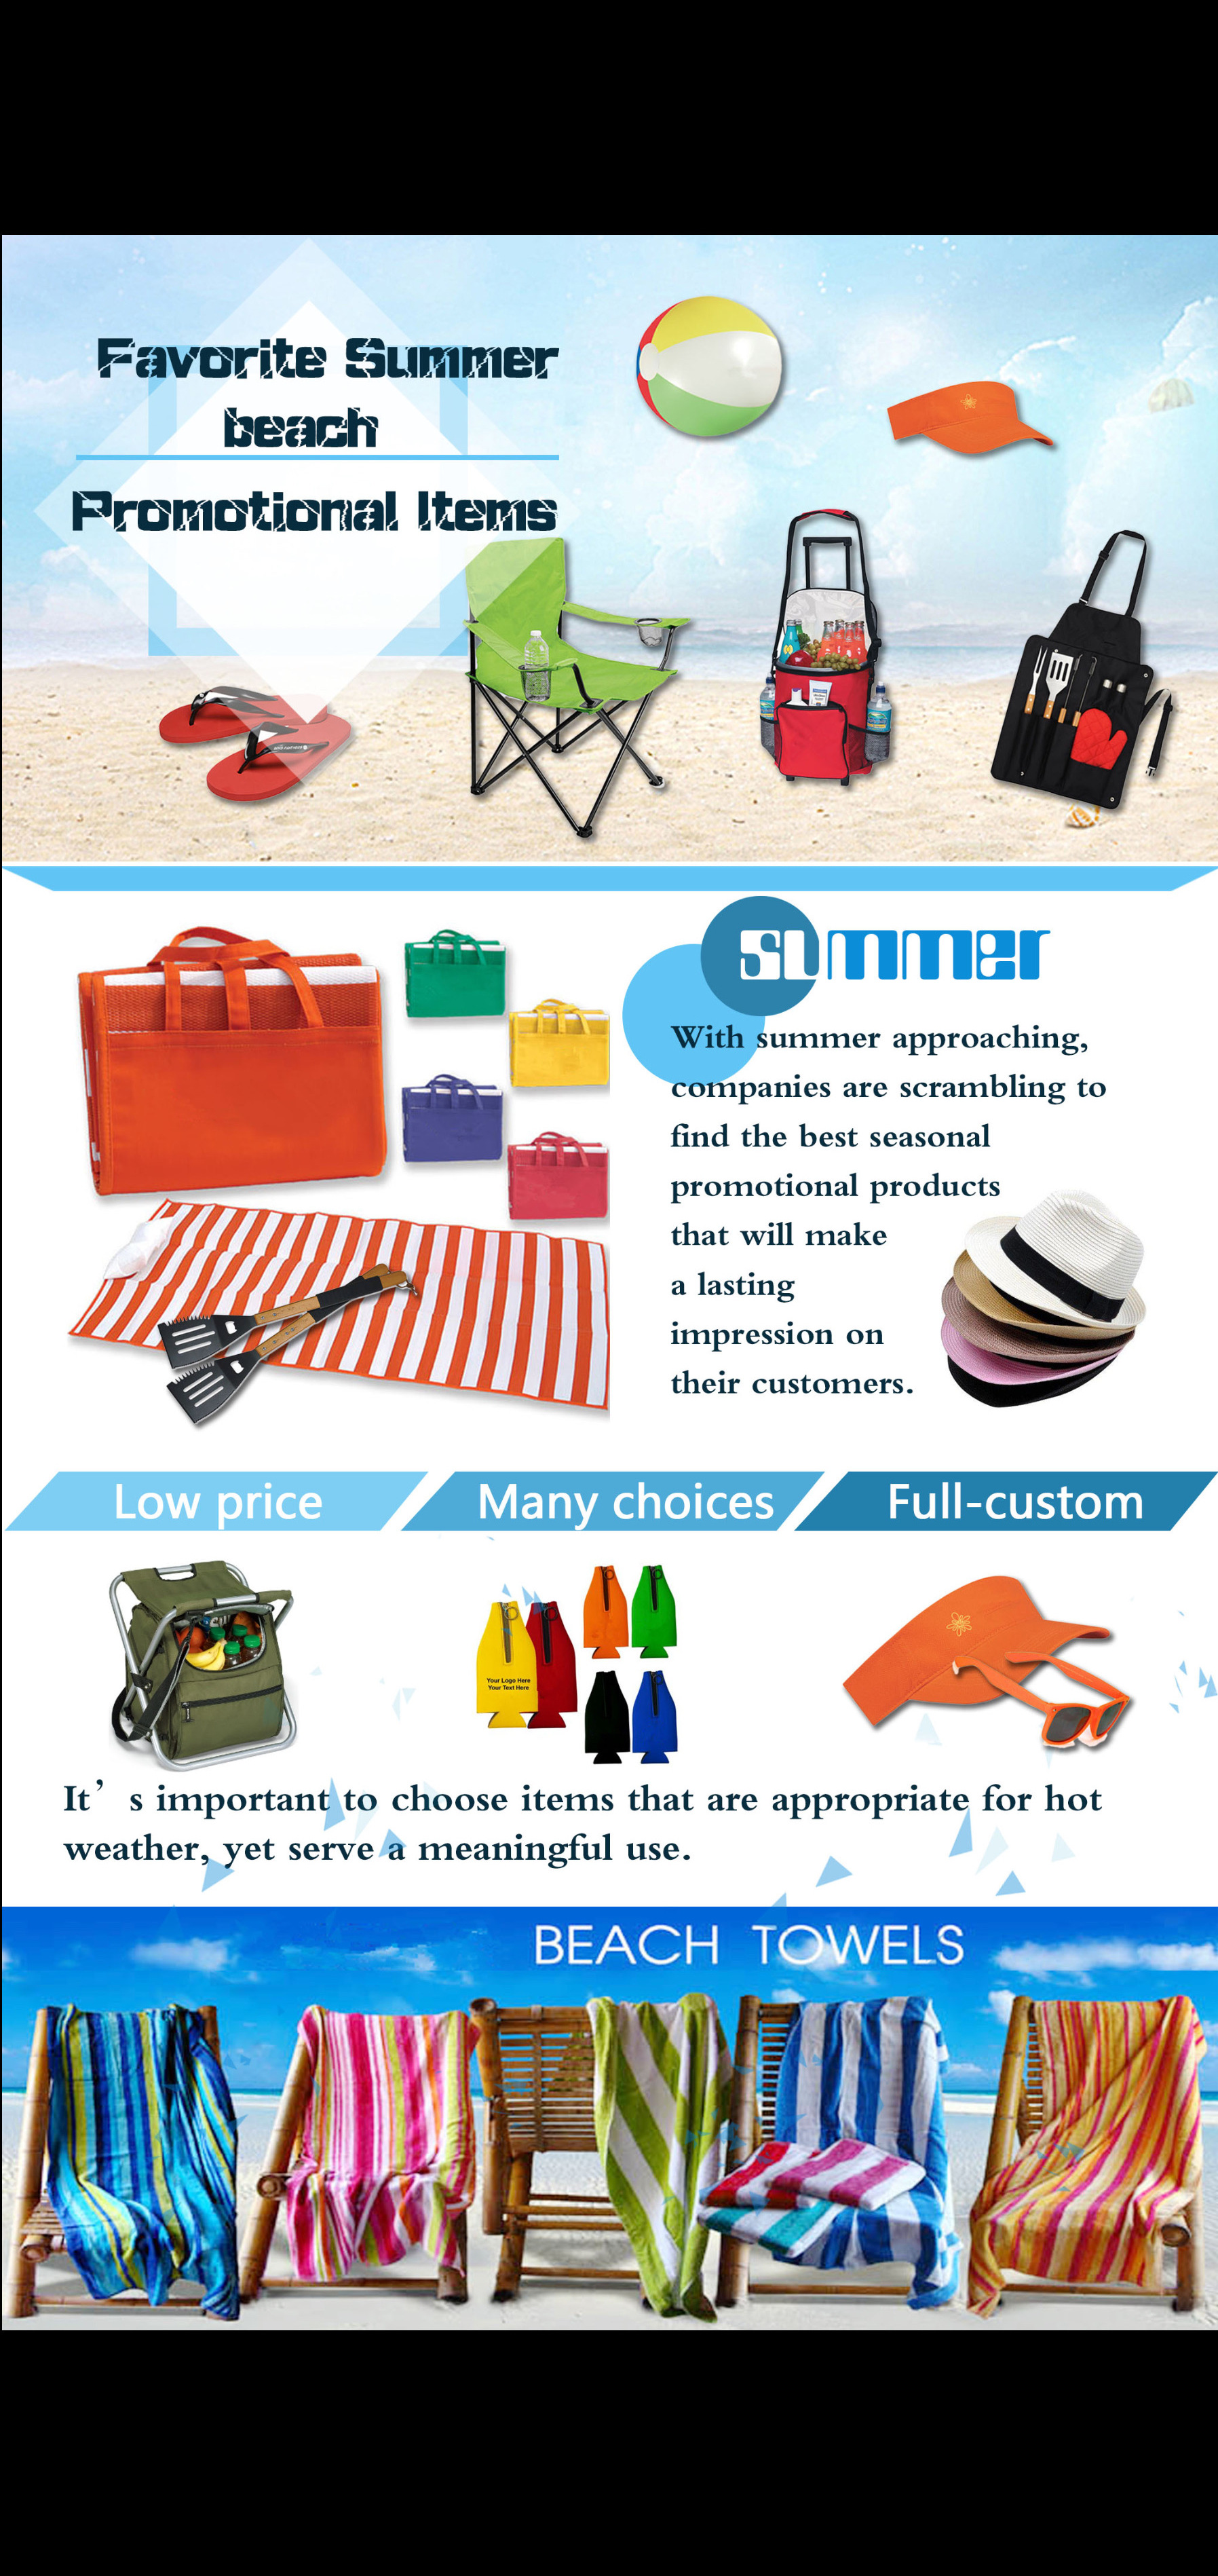 Favorite Summer
beach
Promotional Items
summer
With summer approaching,
companies are scrambling to
find the best seasonal
promotional products
that will make
a lasting
impression on
their customers.
Low price
Many choices
Full-custom
Your Logo Here
Your Text Here
It’ s important to choose items that are appropriate for hot
weather, yet serve a meaningful use.
BEACH TOWELS